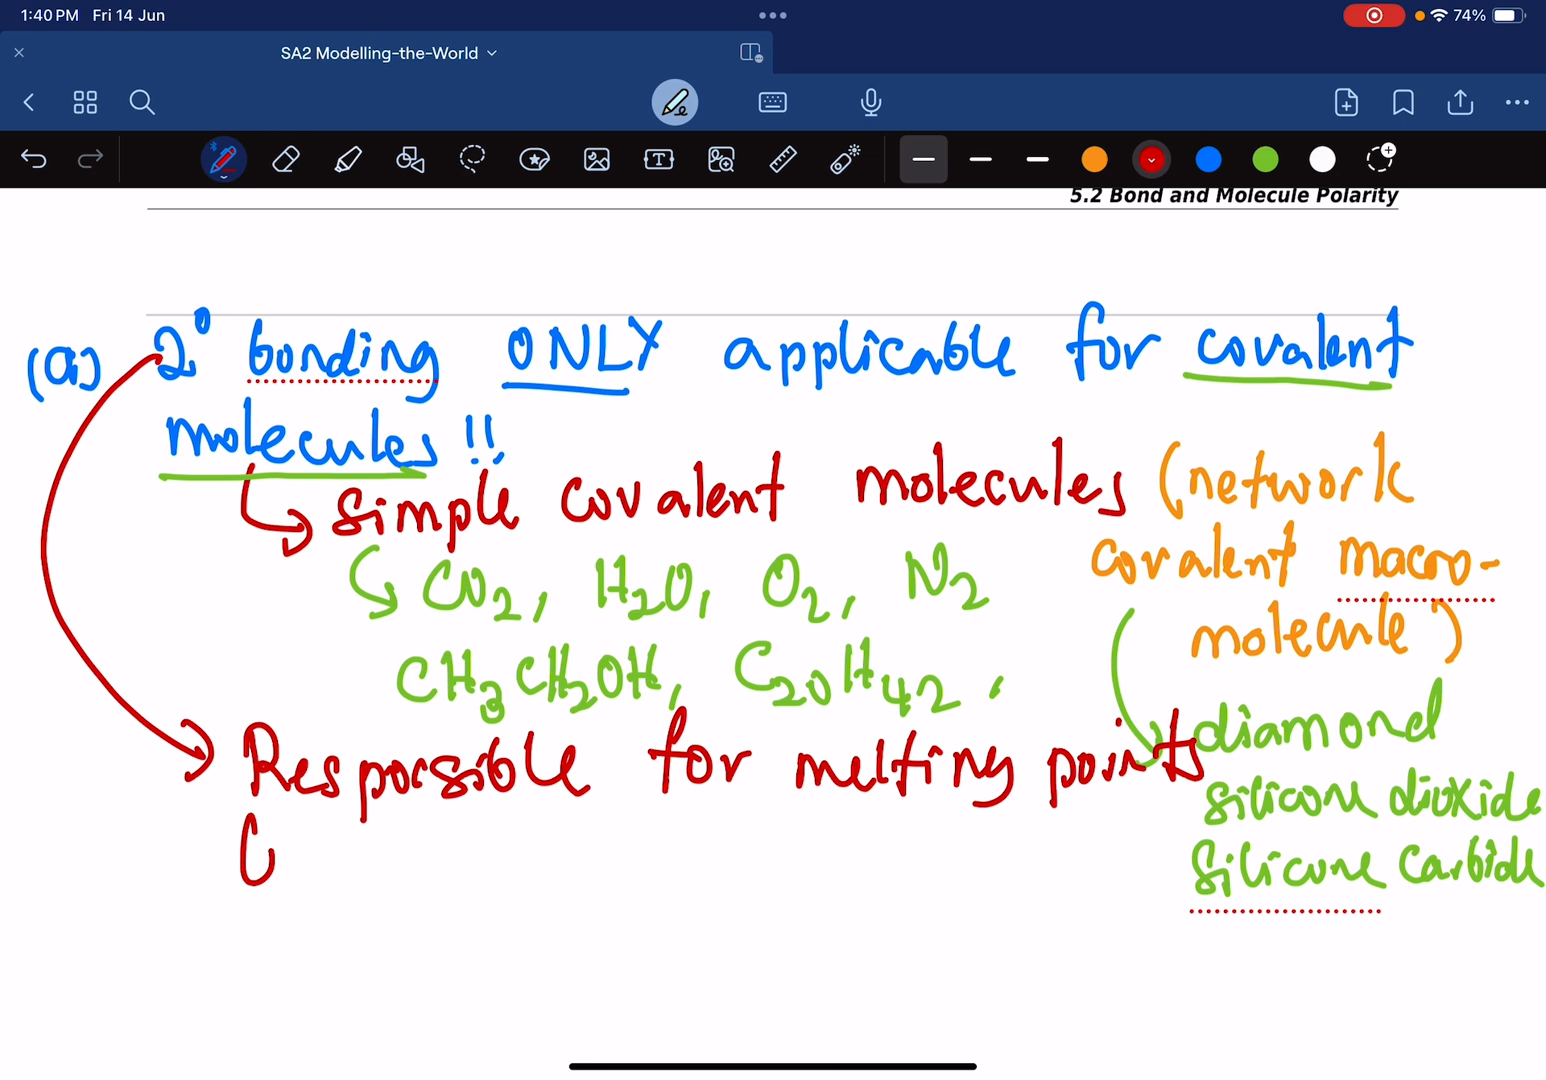 1:40 PM Fri 14 Jun
74%
SA2 Modelling-the-World
5.2 Bond and Molecule Polarity
(a) 2° bonding ONLY applicable for covalent
molecules !!
simple covalent molecules (network
covalent macro-
molecule)
CO2, H2O, O2, N2
CH3CH2OH, C20H42,
diamond
Responsible for melting points
silicone dioxide
silicone carbide